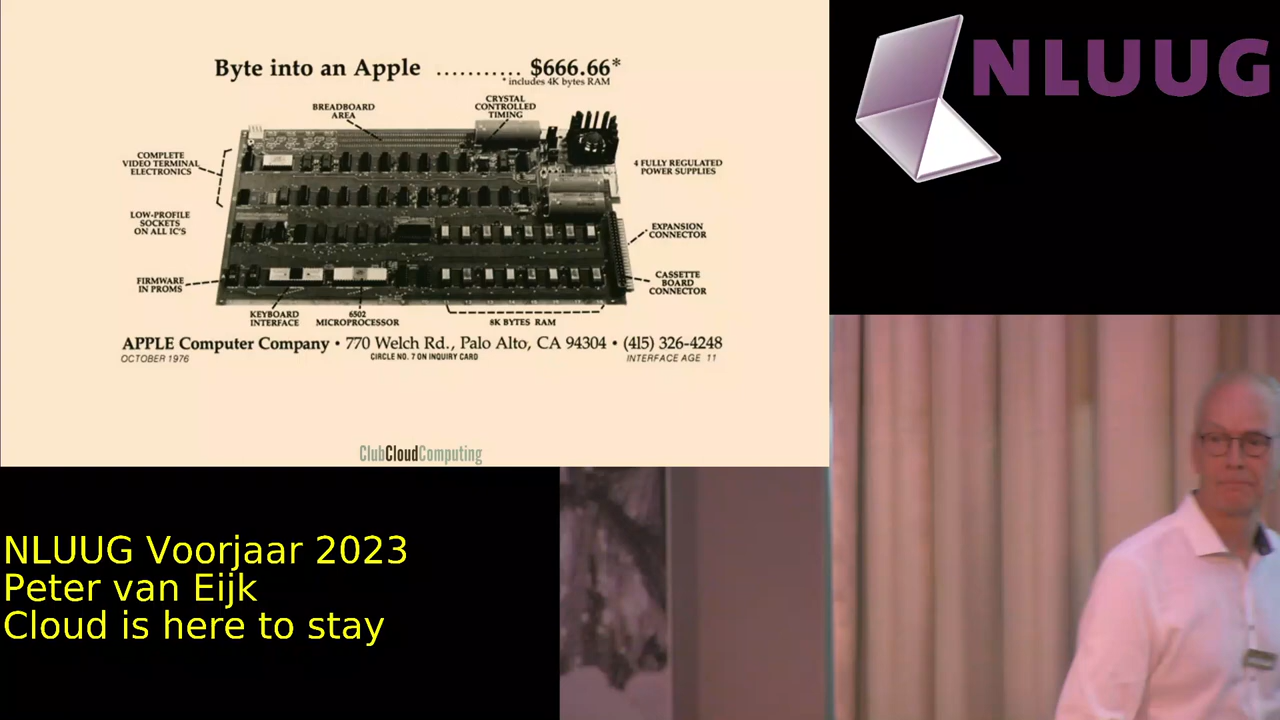 Byte into an Apple ........... $666.66*
* includes 4K bytes RAM
BREADBOARD
AREA
CRYSTAL
CONTROLLED
TIMING
COMPLETE
VIDEO TERMINAL
ELECTRONICS
4 FULLY REGULATED
POWER SUPPLIES
LOW-PROFILE
SOCKETS
ON ALL IC'S
EXPANSION
CONNECTOR
FIRMWARE
IN PROMS
CASSETTE
BOARD
CONNECTOR
KEYBOARD
INTERFACE
6502
MICROPROCESSOR
8K BYTES RAM
APPLE Computer Company • 770 Welch Rd., Palo Alto, CA 94304 • (415) 326-4248
OCTOBER 1976
CIRCLE NO. 7 ON INQUIRY CARD
INTERFACE AGE 11
ClubCloudComputing
NLUUG
NLUUG Voorjaar 2023
Peter van Eijk
Cloud is here to stay